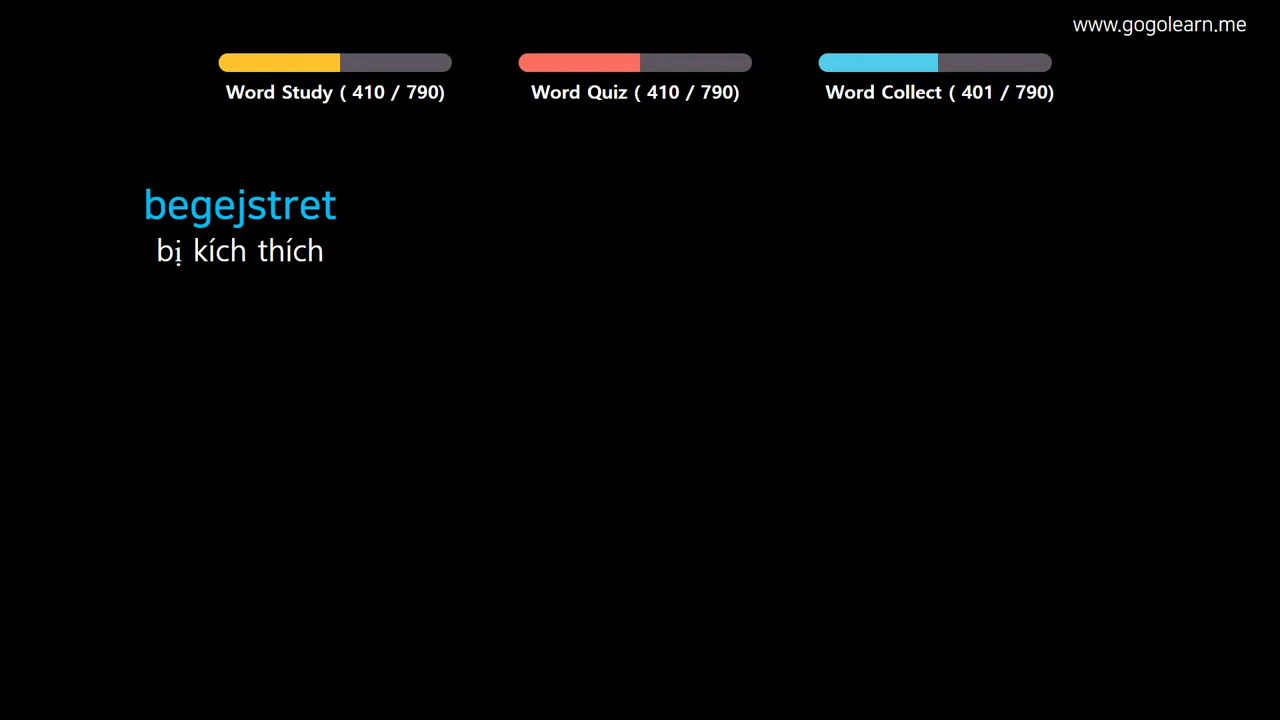 www.gogolearn.me
Word Study ( 410 / 790)
Word Quiz ( 410 / 790)
Word Collect ( 401 / 790)
begejstret
bị kích thích